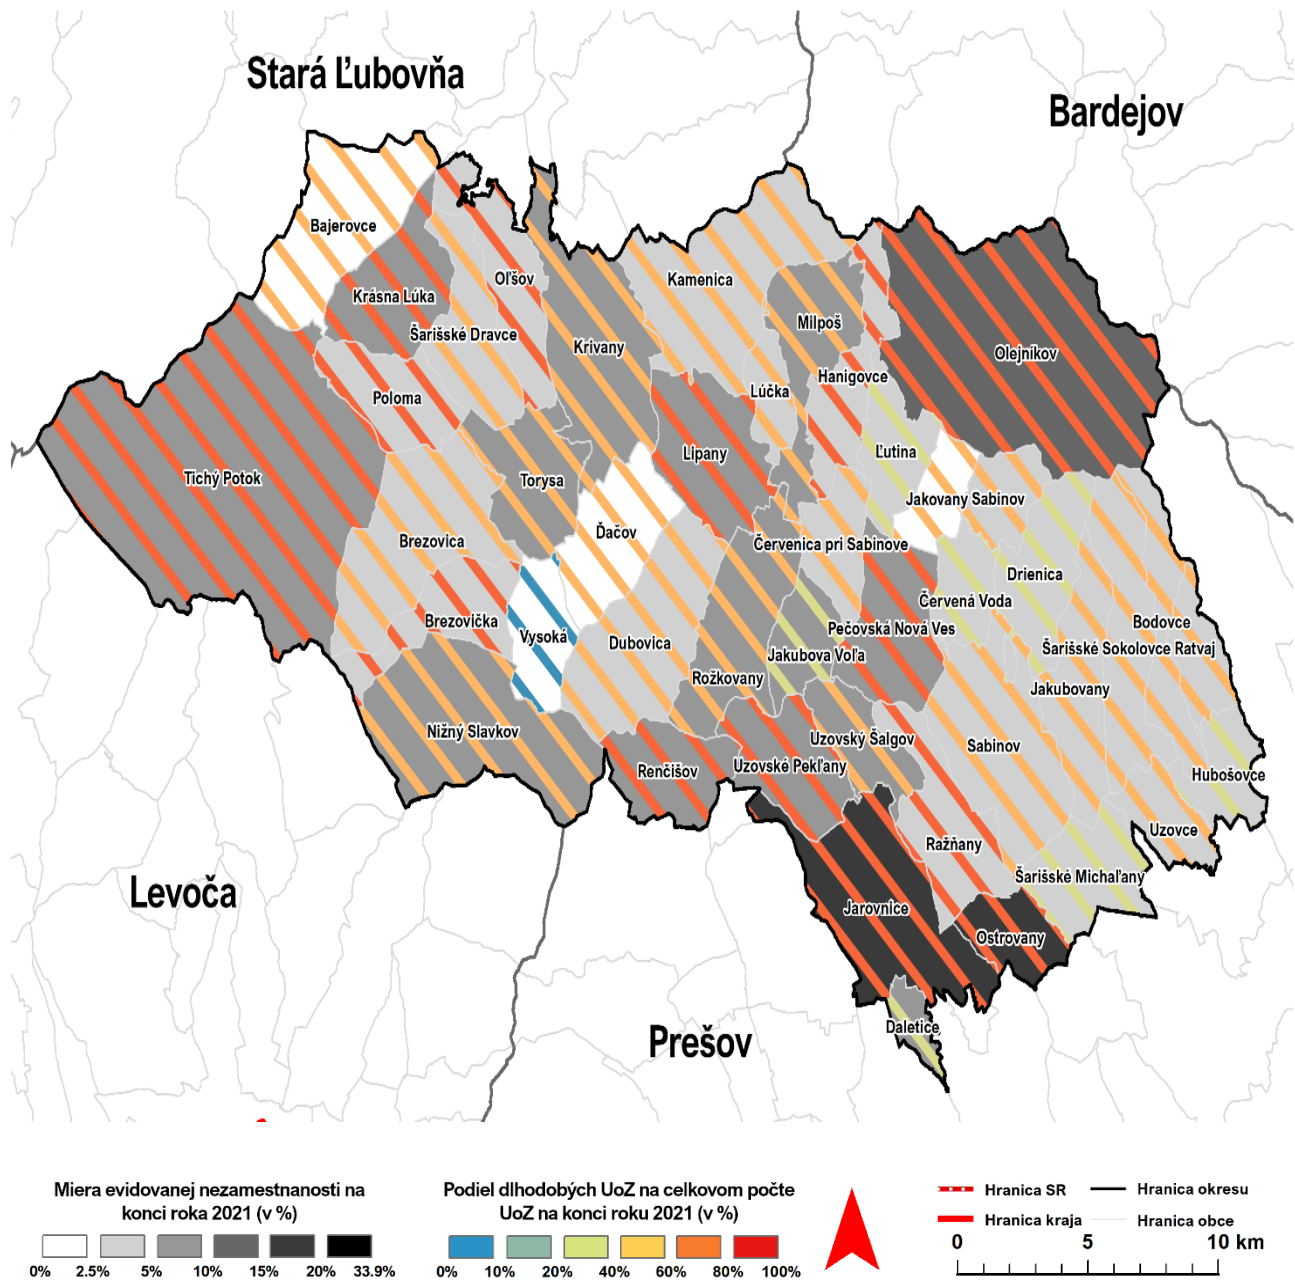 Stará Ľubovňa
Bardejov
Bajerovce
Oľšov
Kamenica
Krásna Lúka
Šarišské Dravce
Milpoš
Krivany
Olejníkov
Hanigovce
Lúčka
Poloma
Lipany
Ľutina
Tichý Potok
Torysa
Jakovany Sabinov
Ďačov
Brezovica
Červenica pri Sabinove
Drienica
Červená Voda
Brezovička
Bodovce
Vysoká
Pečovská Nová Ves
Dubovica
Šarišské Sokolovce Ratvaj
Jakubova Voľa
Rožkovany
Jakubovany
Nižný Slavkov
Uzovský Šalgov
Sabinov
Uzovské Pekľany
Renčišov
Hubošovce
Uzovce
Ražňany
Šarišské Michaľany
Levoča
Jarovnice
Ostrovany
Daletice
Prešov
Miera evidovanej nezamestnanosti na
konci roka 2021 (v %)
0% 2.5% 5% 10% 15% 20% 33.9%
Podiel dlhodobých UoZ na celkovom počte
UoZ na konci roku 2021 (v %)
0% 10% 20% 40% 60% 80% 100%
Hranica SR
Hranica okresu
Hranica kraja
Hranica obce
0 5 10 km